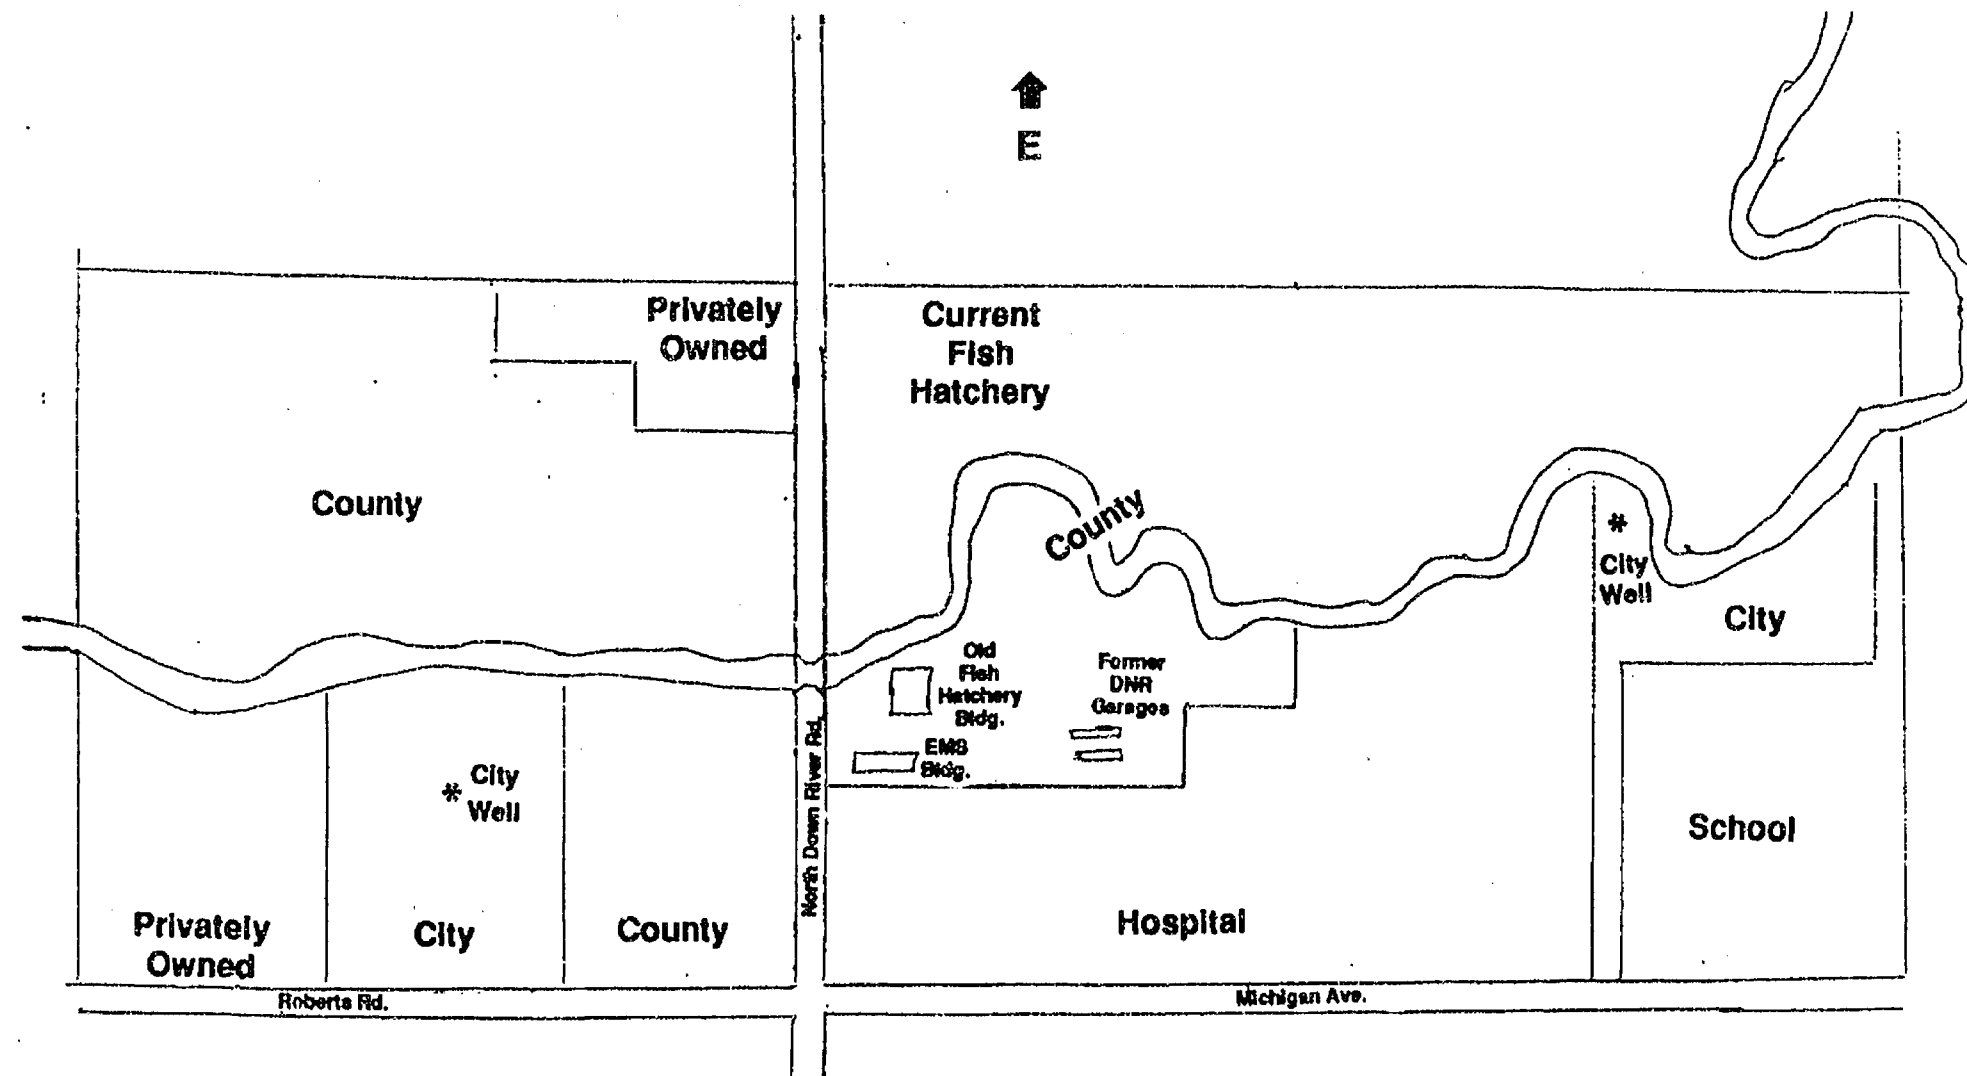 E
Privately
Owned
Current
Fish
Hatchery
County
County
*
City
Well
City
Old
Fish
Hatchery
Bldg.
Former
DNR
Garages
EMS
Bldg.
North Down River Rd.
*
City
Well
School
Privately
Owned
City
County
Hospital
Roberts Rd.
Michigan Ave.